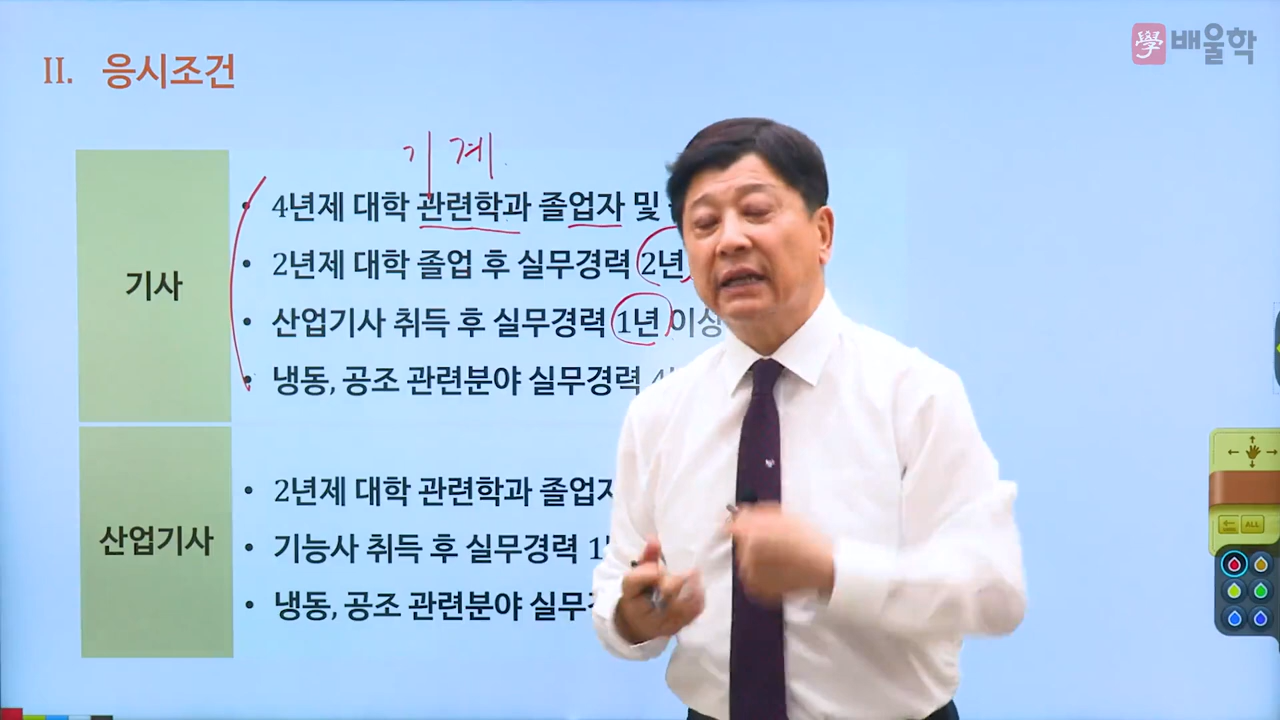 II. 응시조건
學 배울학
기계
기사
• 4년제 대학 관련학과 졸업자 및
• 2년제 대학 졸업 후 실무경력 2년
• 산업기사 취득 후 실무경력 1년 이상
• 냉동, 공조 관련분야 실무경력
산업기사
• 2년제 대학 관련학과
• 기능사 취득 후 실무경력
• 냉동, 공조 관련분야
ALL